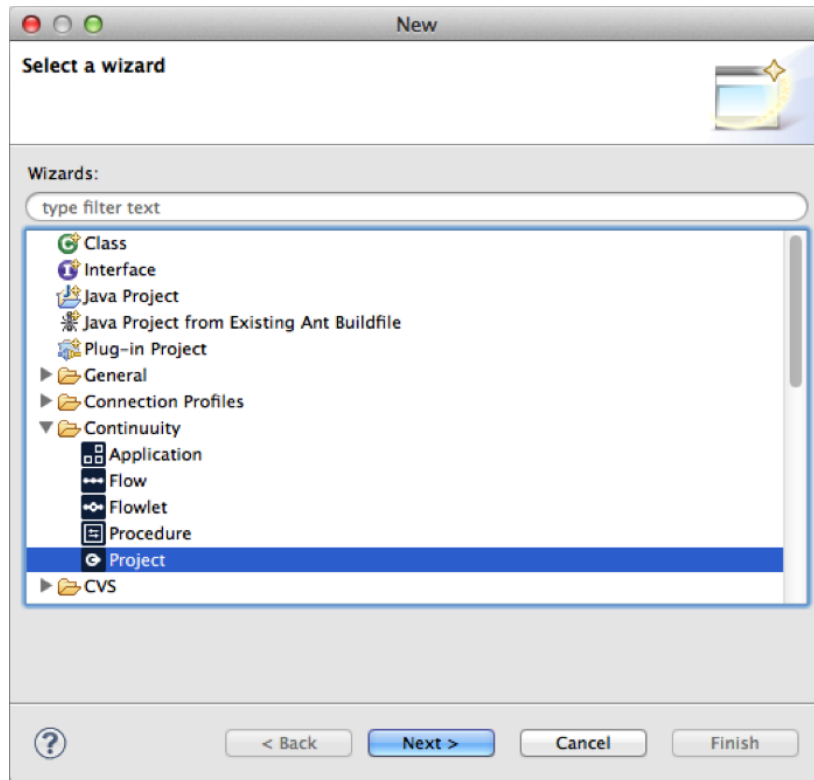 New
Select a wizard
Wizards:
type filter text
Class
Interface
Java Project
Java Project from Existing Ant Buildfile
Plug-in Project
General
Connection Profiles
Continuuity
Application
Flow
Flowlet
Procedure
Project
CVS
? < Back Next > Cancel Finish